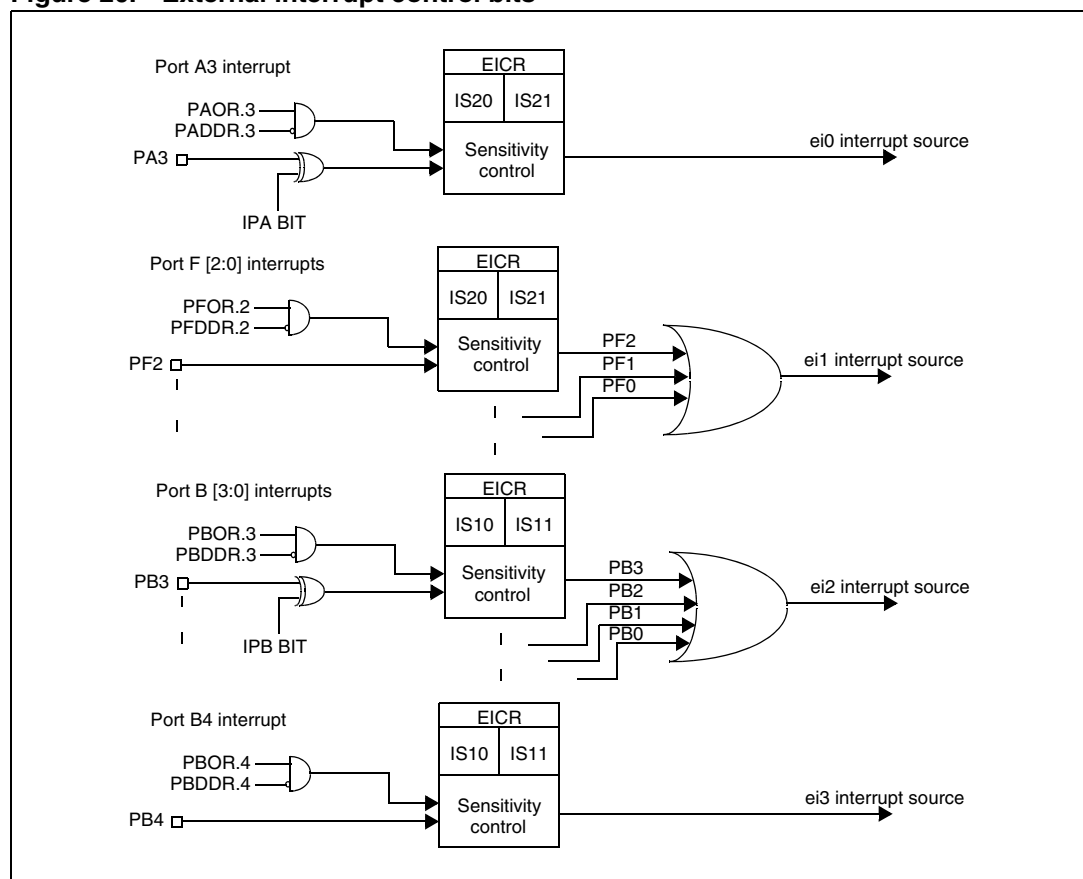 Figure 20. External interrupt control bits
Port A3 interrupt
EICR
IS20 IS21
PAOR.3
PADDR.3
PA3
IPA BIT
Sensitivity
control
ei0 interrupt source
Port F [2:0] interrupts
EICR
IS20 IS21
PFOR.2
PFDDR.2
PF2
Sensitivity
control
PF2
PF1
PF0
ei1 interrupt source
Port B [3:0] interrupts
EICR
IS10 IS11
PBOR.3
PBDDR.3
PB3
IPB BIT
Sensitivity
control
PB3
PB2
PB1
PB0
ei2 interrupt source
Port B4 interrupt
EICR
IS10 IS11
PBOR.4
PBDDR.4
PB4
Sensitivity
control
ei3 interrupt source